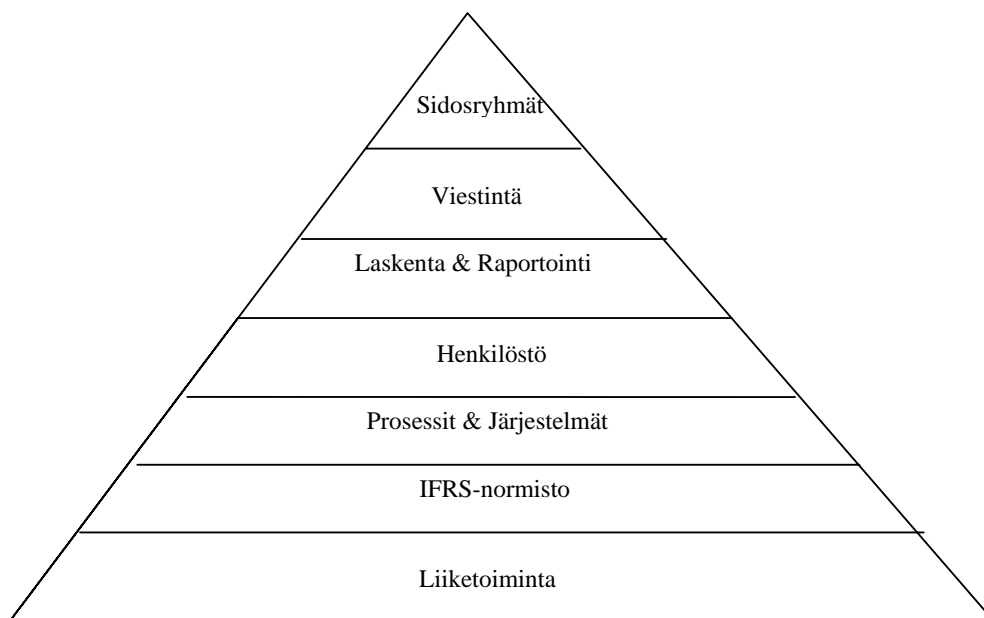 Sidosryhmät
Viestintä
Laskenta & Raportointi
Henkilöstö
Prosessit & Järjestelmät
IFRS-normisto
Liiketoiminta